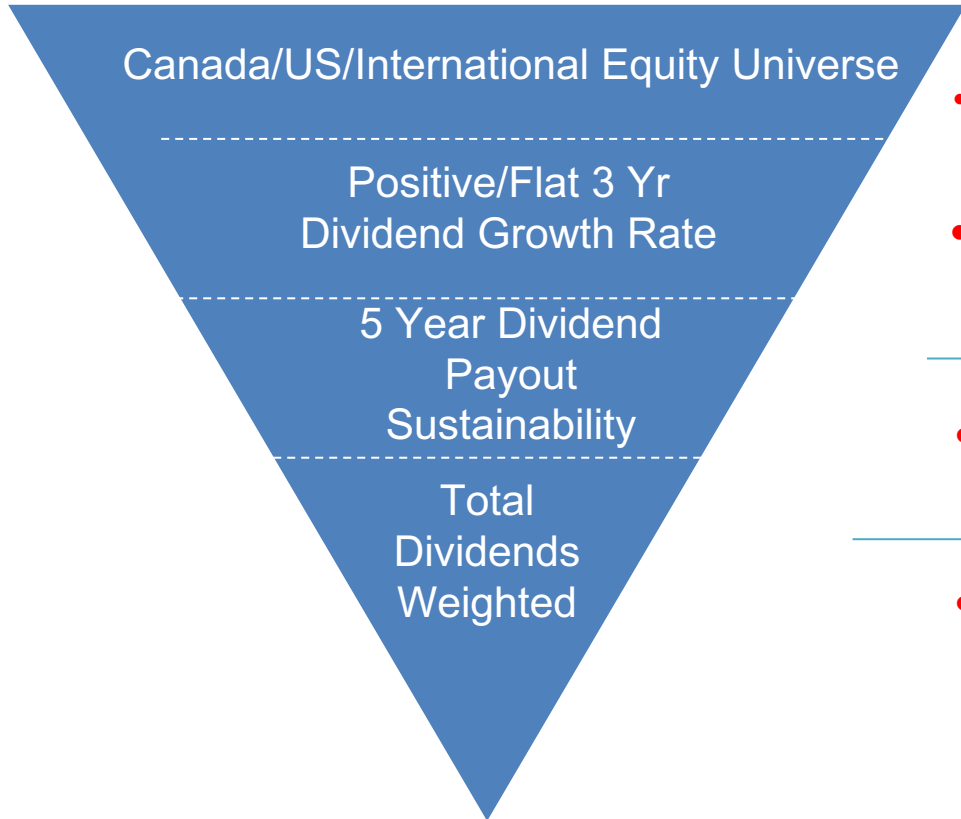 Canada/US/International Equity Universe
Positive/Flat 3 Yr
Dividend Growth Rate
5 Year Dividend
Payout
Sustainability
Total
Dividends
Weighted